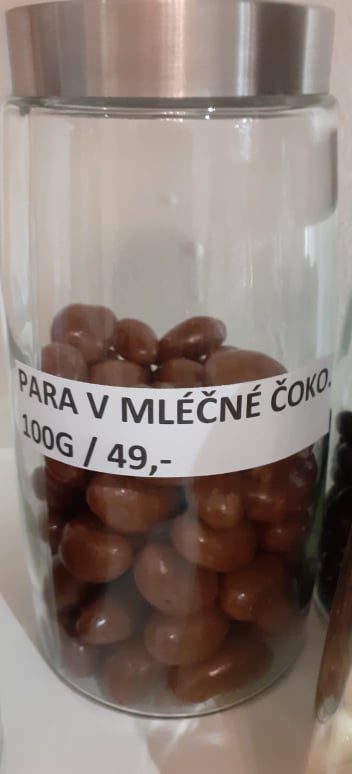 PARA V MLÉČNÉ ČOKO.
100G / 49,-